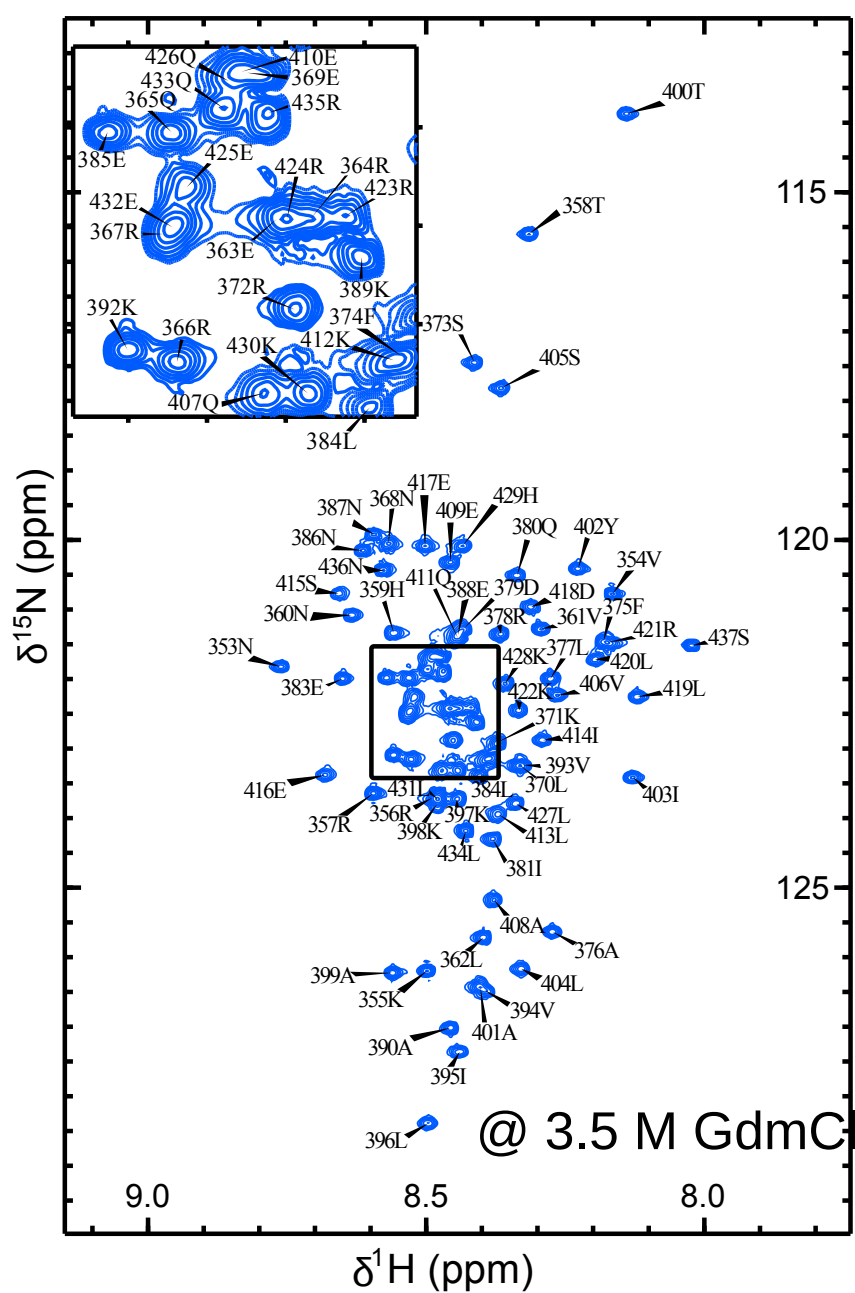 410E
426Q
369E
433Q
365Q
435R
400T
385E
425E
424R
364R
423R
115
432E
367R
363E
358T
372R
389K
392K
366R
374F
373S
430K
412K
405S
407Q
384L
417E
387N
368N
409E
429H
380Q
402Y
120
386N
436N
411Q
388E
379D
354V
415S
359H
418D
375F
360N
378R
361V
421R
437S
353N
377L
420L
383E
428K
406V
419L
422K
371K
414I
393V
431L
384L
370L
416E
403I
357R
356R
397K
427L
398K
413L
434L
381I
125
408A
376A
362L
399A
404L
355K
394V
401A
390A
395I
396L
@ 3.5 M GdmCl
9.0
8.5
8.0
δ¹H (ppm)
δ¹⁵N (ppm)